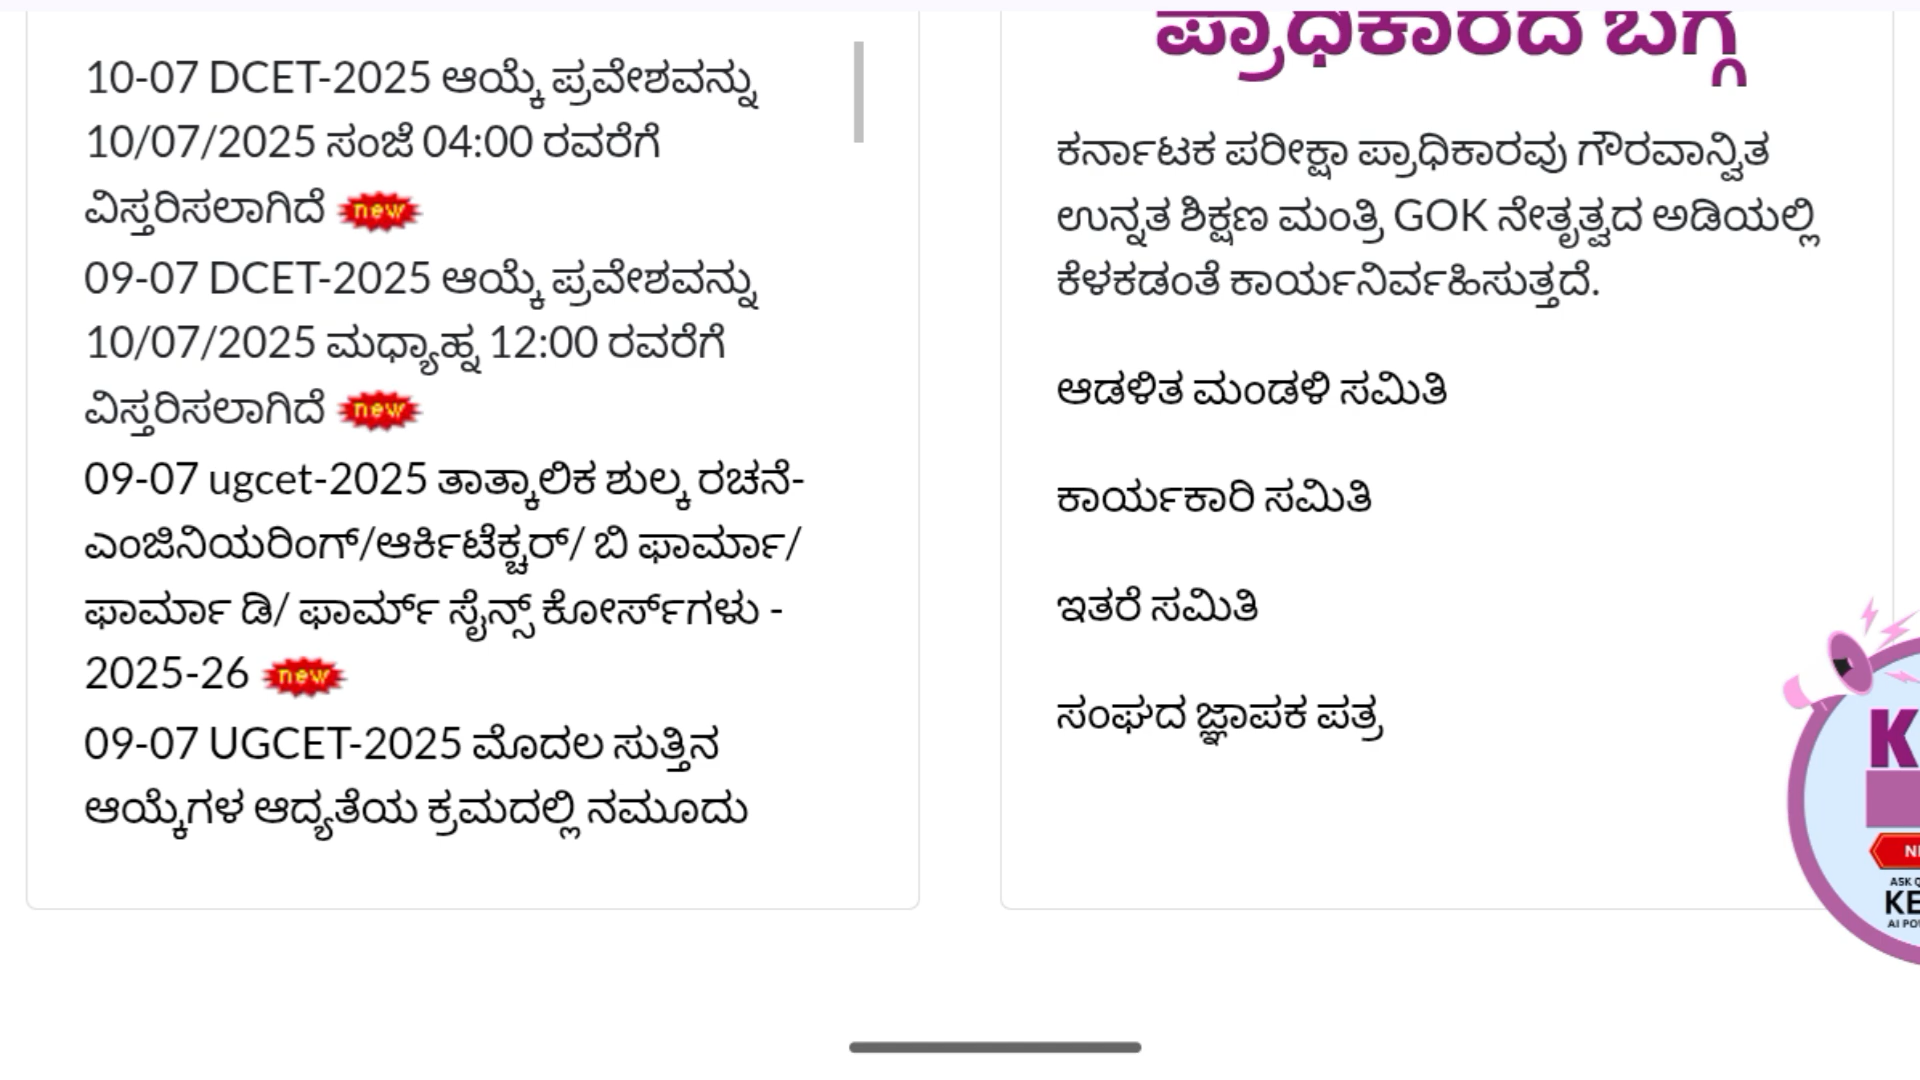 10-07 DCET-2025 ಆಯ್ಕೆ ಪ್ರವೇಶವನ್ನು
10/07/2025 ಸಂಜೆ 04:00 ರವರೆಗೆ
ವಿಸ್ತರಿಸಲಾಗಿದೆ new
09-07 DCET-2025 ಆಯ್ಕೆ ಪ್ರವೇಶವನ್ನು
10/07/2025 ಮಧ್ಯಾಹ್ನ 12:00 ರವರೆಗೆ
ವಿಸ್ತರಿಸಲಾಗಿದೆ new
09-07 ugcet-2025 ತಾತ್ಕಾಲಿಕ ಶುಲ್ಕ ರಚನೆ-
ಎಂಜಿನಿಯರಿಂಗ್/ಆರ್ಕಿಟೆಕ್ಚರ್/ ಬಿ ಫಾರ್ಮಾ/
ಫಾರ್ಮಾ ಡಿ/ ಫಾರ್ಮ್ ಸೈನ್ಸ್ ಕೋರ್ಸ್‌ಗಳು -
2025-26 new
09-07 UGCET-2025 ಮೊದಲ ಸುತ್ತಿನ
ಆಯ್ಕೆಗಳ ಆದ್ಯತೆಯ ಕ್ರಮದಲ್ಲಿ ನಮೂದು
ಪ್ರಾಧಿಕಾರದ ಬಗ್ಗೆ
ಕರ್ನಾಟಕ ಪರೀಕ್ಷಾ ಪ್ರಾಧಿಕಾರವು ಗೌರವಾನ್ವಿತ
ಉನ್ನತ ಶಿಕ್ಷಣ ಮಂತ್ರಿ GOK ನೇತೃತ್ವದ ಅಡಿಯಲ್ಲಿ
ಕೆಳಕಡಂತೆ ಕಾರ್ಯನಿರ್ವಹಿಸುತ್ತದೆ.
ಆಡಳಿತ ಮಂಡಳಿ ಸಮಿತಿ
ಕಾರ್ಯಕಾರಿ ಸಮಿತಿ
ಇತರೆ ಸಮಿತಿ
ಸಂಘದ ಜ್ಞಾಪಕ ಪತ್ರ
ASK